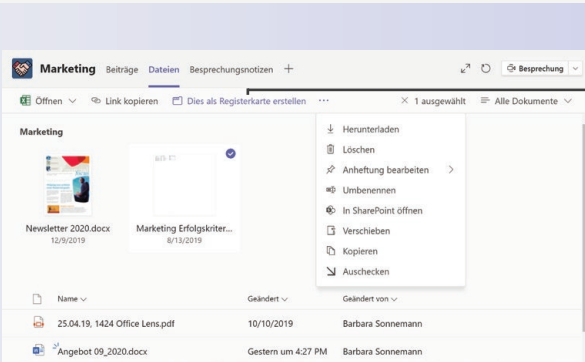 Marketing Beiträge Dateien Besprechungsnotizen + Besprechung
Öffnen Link kopieren Dies als Registerkarte erstellen ... × 1 ausgewählt Alle Dokumente
Marketing
Herunterladen
Löschen
Anheftung bearbeiten
Umbenennen
In SharePoint öffnen
Verschieben
Kopieren
Auschecken
Newsletter 2020.docx Marketing Erfolgskriter...
12/9/2019 8/13/2019
Name Geändert Geändert von
25.04.19, 1424 Office Lens.pdf 10/10/2019 Barbara Sonnemann
Angebot 09_2020.docx Gestern um 4:27 PM Barbara Sonnemann